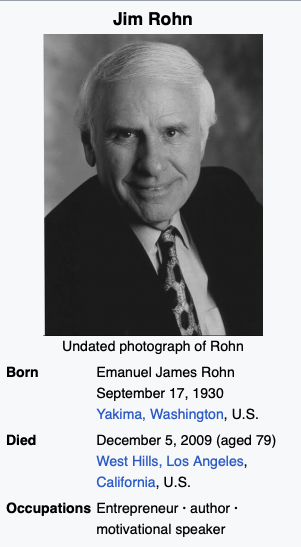 Jim Rohn
Undated photograph of Rohn
Born Emanuel James Rohn
September 17, 1930
Yakima, Washington, U.S.
Died December 5, 2009 (aged 79)
West Hills, Los Angeles,
California, U.S.
Occupations Entrepreneur · author ·
motivational speaker